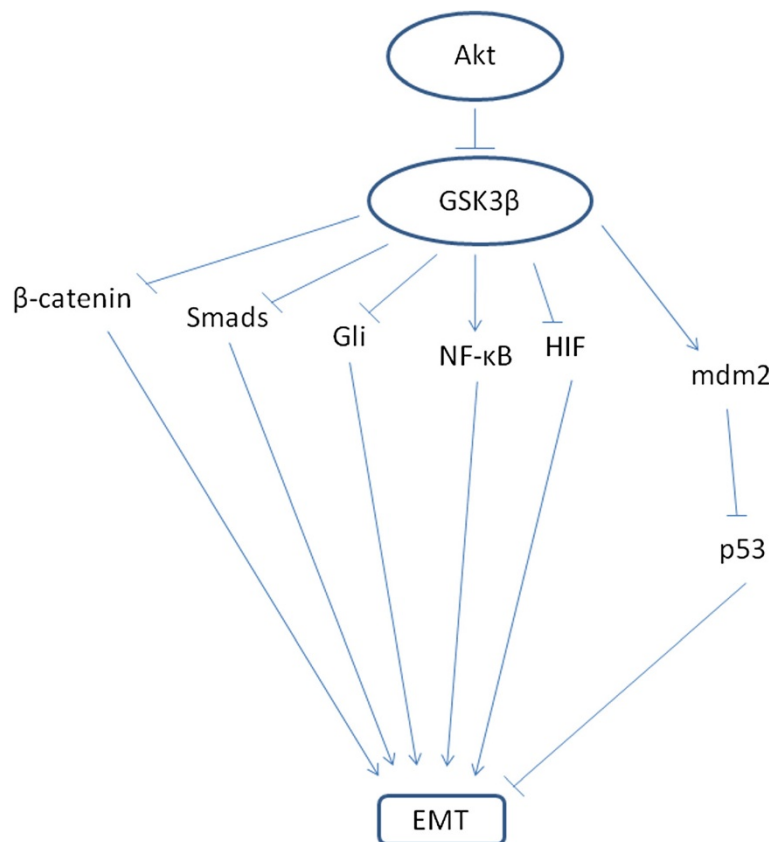 Akt
GSK3β
β-catenin
Smads
Gli
NF-κB
HIF
mdm2
p53
EMT